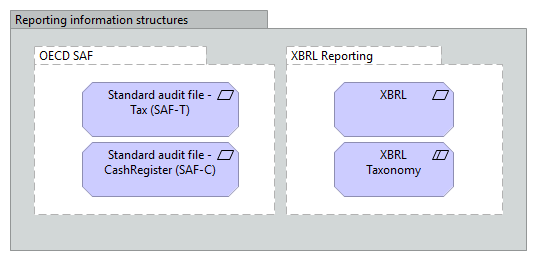 Reporting information structures
OECD SAF
Standard audit file -
Tax (SAF-T)
Standard audit file -
CashRegister (SAF-C)
XBRL Reporting
XBRL
XBRL
Taxonomy